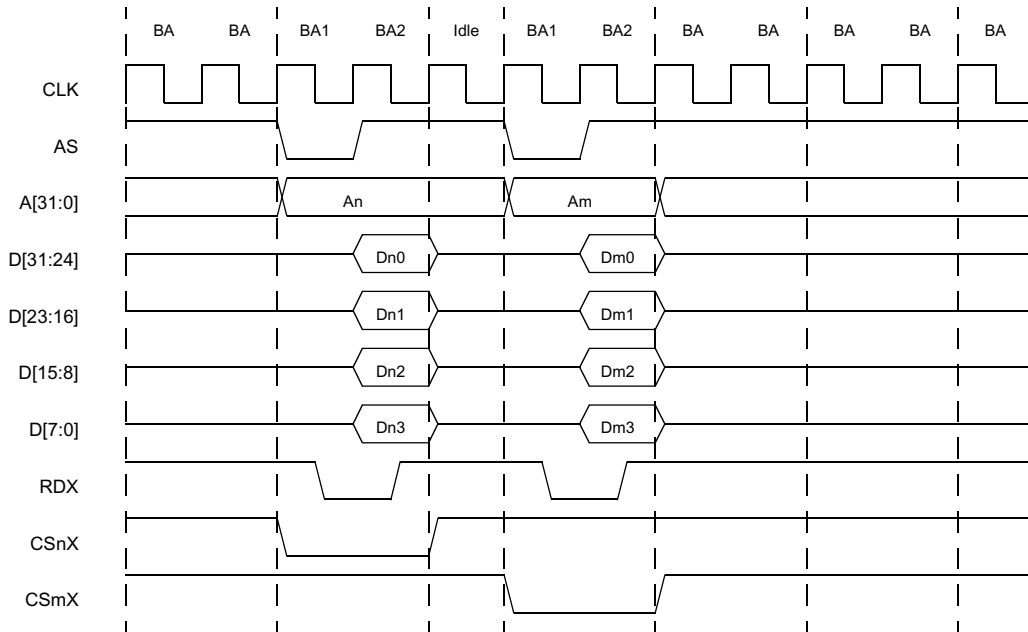 BA BA BA1 BA2 Idle BA1 BA2 BA BA BA BA BA
CLK
AS
A[31:0] An Am
D[31:24] Dn0 Dm0
D[23:16] Dn1 Dm1
D[15:8] Dn2 Dm2
D[7:0] Dn3 Dm3
RDX
CSnX
CSmX